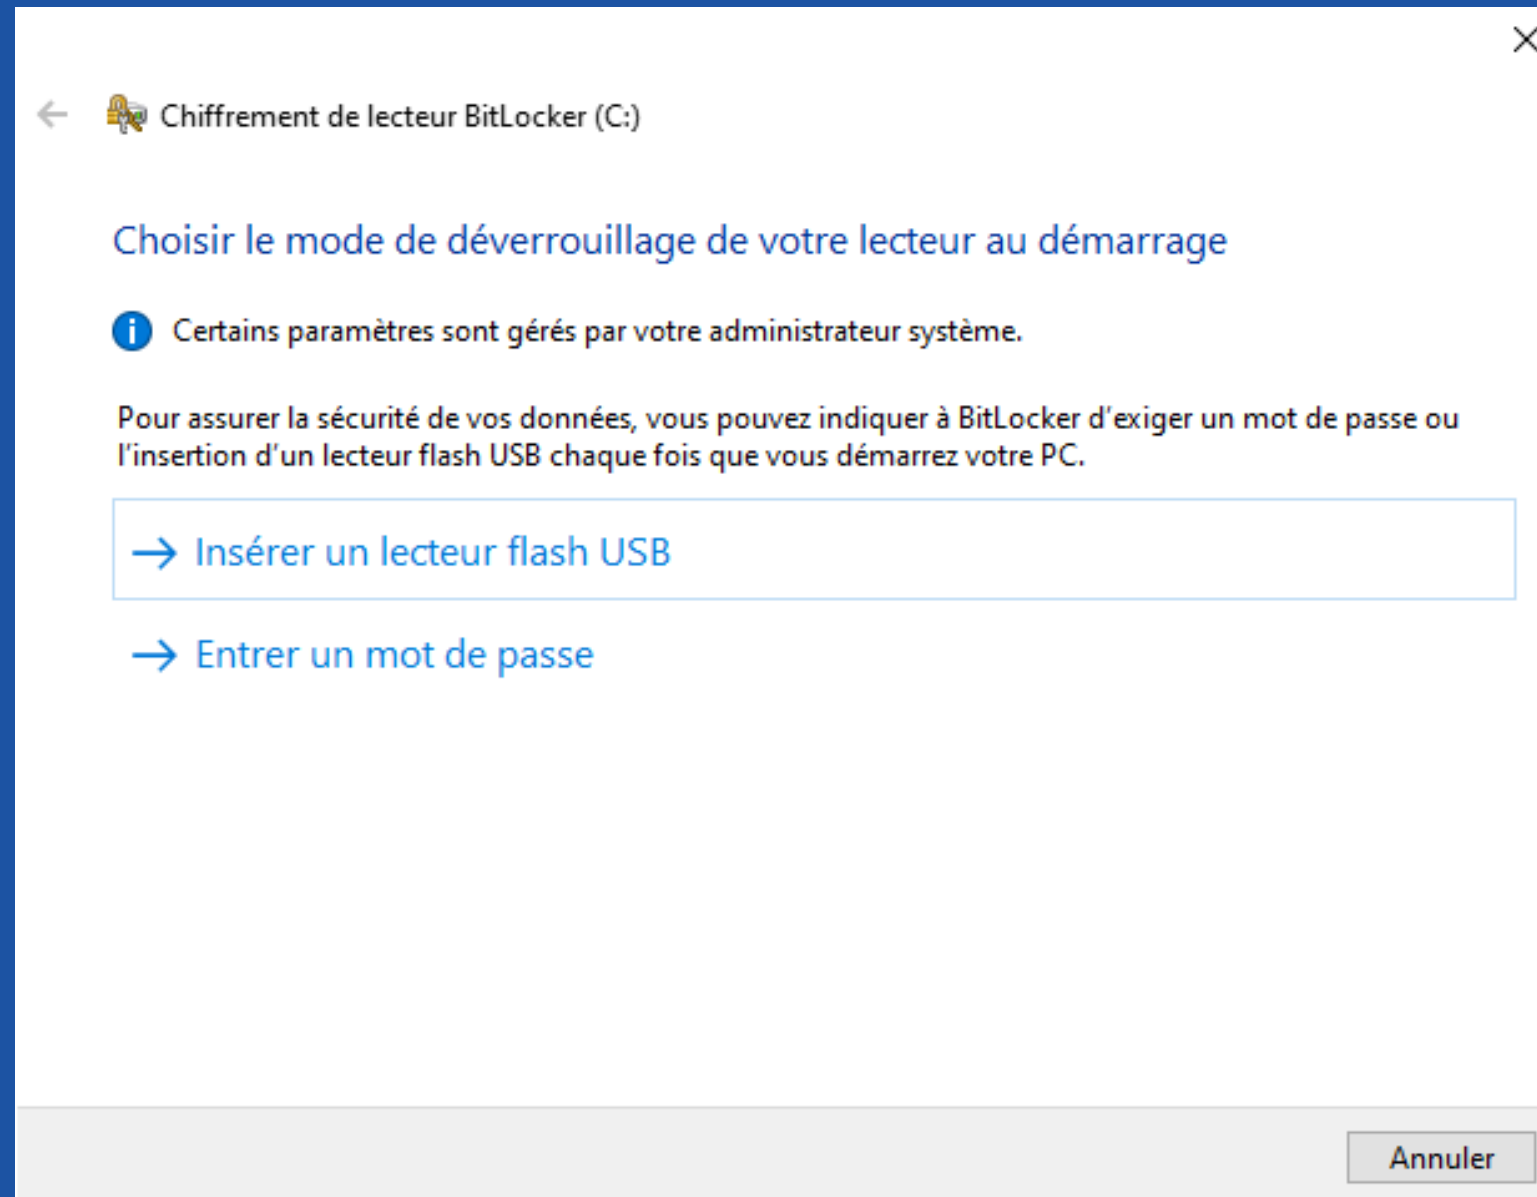 Chiffrement de lecteur BitLocker (C:)
Choisir le mode de déverrouillage de votre lecteur au démarrage
Certains paramètres sont gérés par votre administrateur système.
Pour assurer la sécurité de vos données, vous pouvez indiquer à BitLocker d'exiger un mot de passe ou
l'insertion d'un lecteur flash USB chaque fois que vous démarrez votre PC.
Insérer un lecteur flash USB
Entrer un mot de passe
Annuler